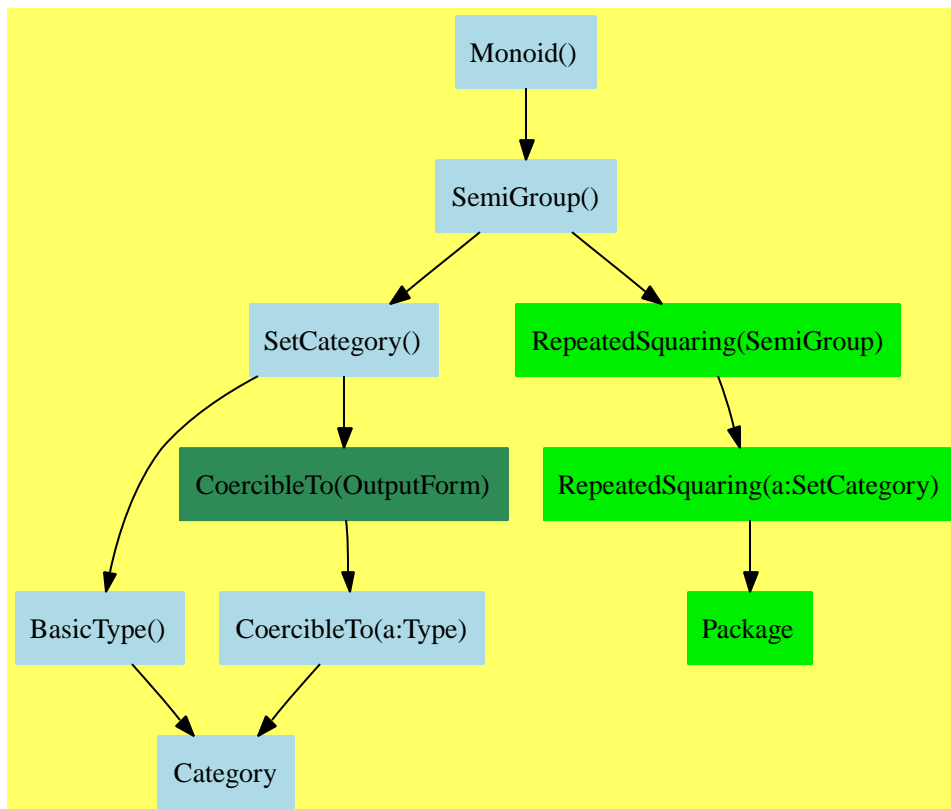 Monoid()
SemiGroup()
SetCategory()
RepeatedSquaring(SemiGroup)
CoercibleTo(OutputForm)
RepeatedSquaring(a:SetCategory)
BasicType()
CoercibleTo(a:Type)
Package
Category